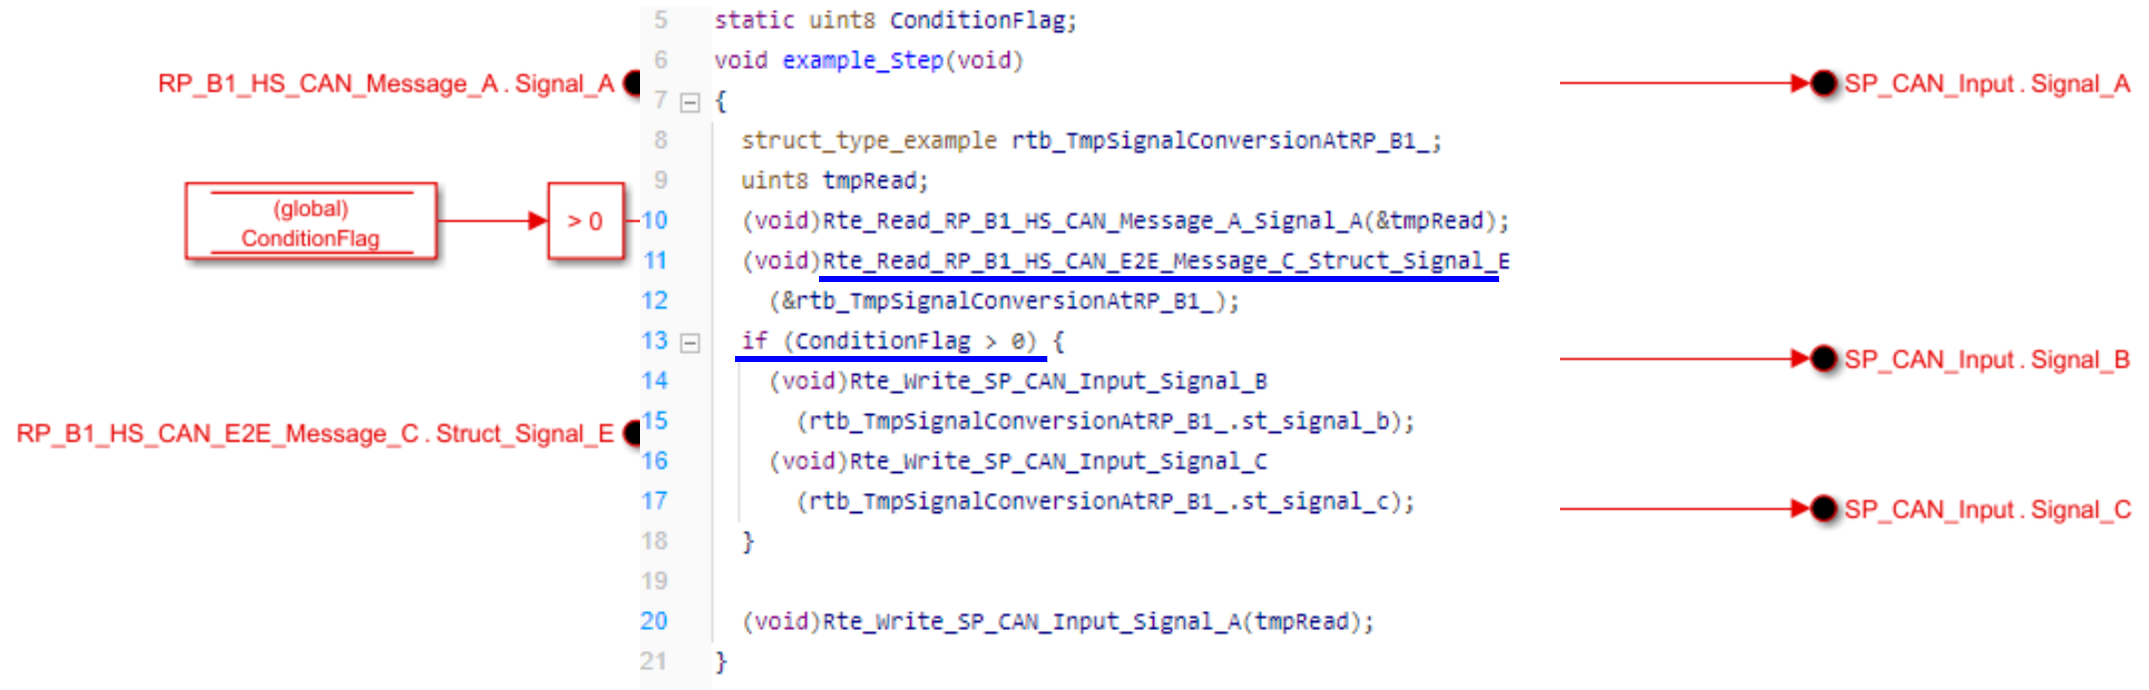 RP_B1_HS_CAN_Message_A . Signal_A
(global)
ConditionFlag
> 0
RP_B1_HS_CAN_E2E_Message_C . Struct_Signal_E
5 static uint8 ConditionFlag;
6 void example_Step(void)
7 {
8 struct_type_example rtb_TmpSignalConversionAtRP_B1_;
9 uint8 tmpRead;
10 (void)Rte_Read_RP_B1_HS_CAN_Message_A_Signal_A(&tmpRead);
11 (void)Rte_Read_RP_B1_HS_CAN_E2E_Message_C_Struct_Signal_E
12 (&rtb_TmpSignalConversionAtRP_B1_);
13 if (ConditionFlag > 0) {
14 (void)Rte_Write_SP_CAN_Input_Signal_B
15 (rtb_TmpSignalConversionAtRP_B1_.st_signal_b);
16 (void)Rte_Write_SP_CAN_Input_Signal_C
17 (rtb_TmpSignalConversionAtRP_B1_.st_signal_c);
18 }
19
20 (void)Rte_Write_SP_CAN_Input_Signal_A(tmpRead);
21 }
SP_CAN_Input . Signal_A
SP_CAN_Input . Signal_B
SP_CAN_Input . Signal_C